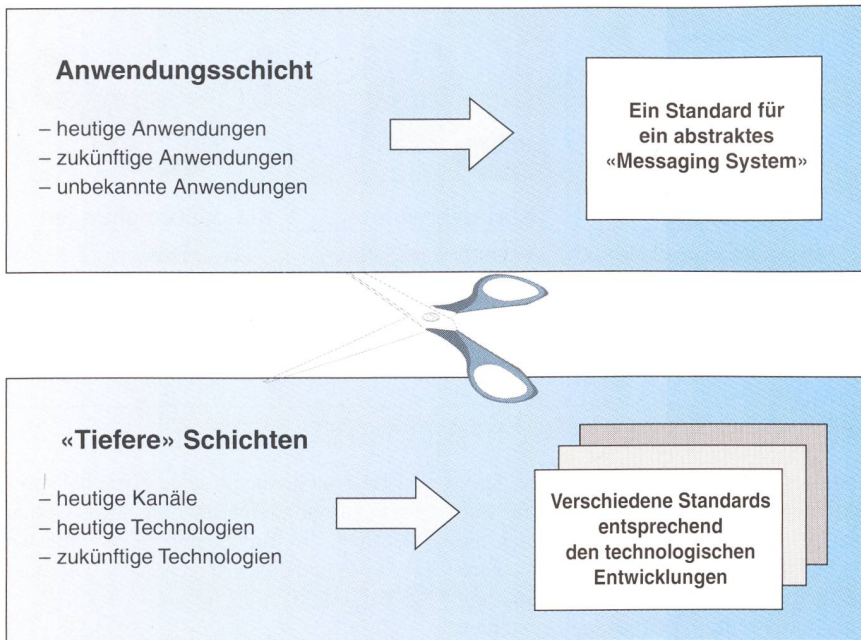 Anwendungsschicht
– heutige Anwendungen
– zukünftige Anwendungen
– unbekannte Anwendungen
Ein Standard für
ein abstraktes
«Messaging System»
«Tiefere» Schichten
– heutige Kanäle
– heutige Technologien
– zukünftige Technologien
Verschiedene Standards
entsprechend
den technologischen
Entwicklungen